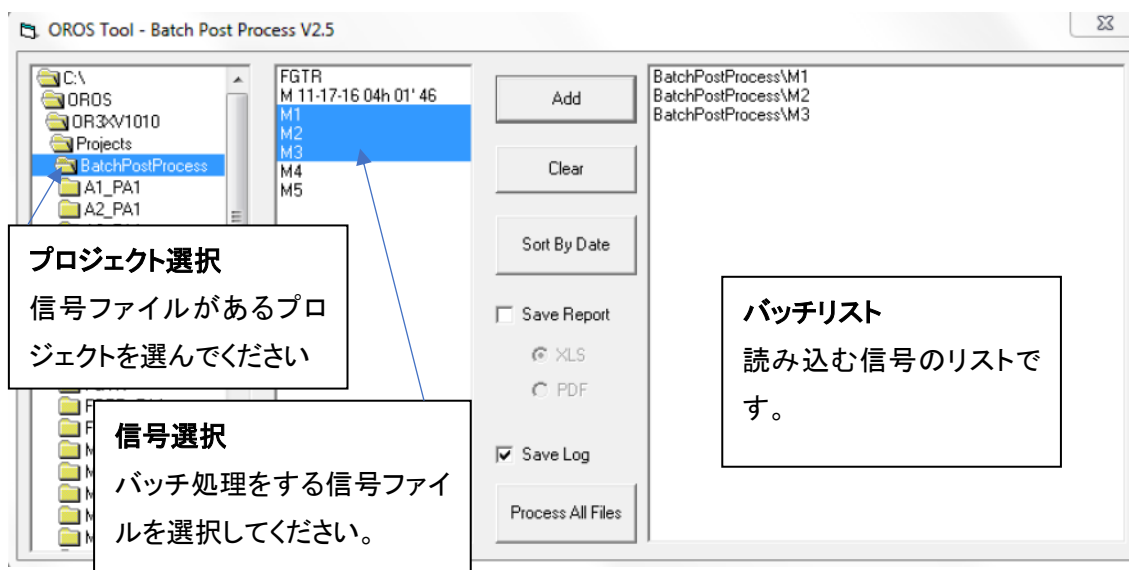 OROS Tool - Batch Post Process V2.5
C:\
OROS
OR3XV1010
Projects
BatchPostProcess
A1_PA1
A2_PA1
FGTR
M 11-17-16 04h 01' 46
M1
M2
M3
M4
M5
Add
Clear
Sort By Date
Save Report
XLS
PDF
Save Log
Process All Files
BatchPostProcess\M1
BatchPostProcess\M2
BatchPostProcess\M3
プロジェクト選択
信号ファイルがあるプロ
ジェクトを選んでください
信号選択
バッチ処理をする信号ファイ
ルを選択してください。
バッチリスト
読み込む信号のリストで
す。